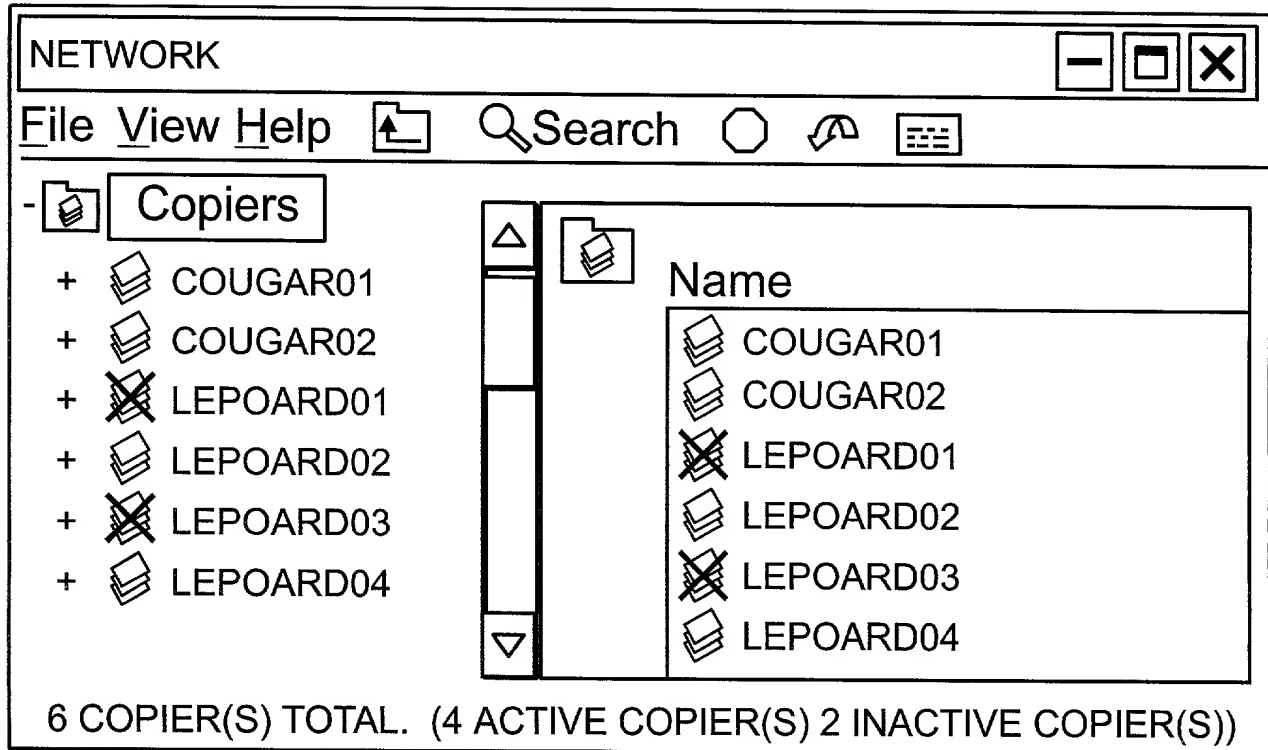 NETWORK
File View Help Search
Copiers
COUGAR01
COUGAR02
LEPOARD01
LEPOARD02
LEPOARD03
LEPOARD04
Name
COUGAR01
COUGAR02
LEPOARD01
LEPOARD02
LEPOARD03
LEPOARD04
6 COPIER(S) TOTAL. (4 ACTIVE COPIER(S) 2 INACTIVE COPIER(S))